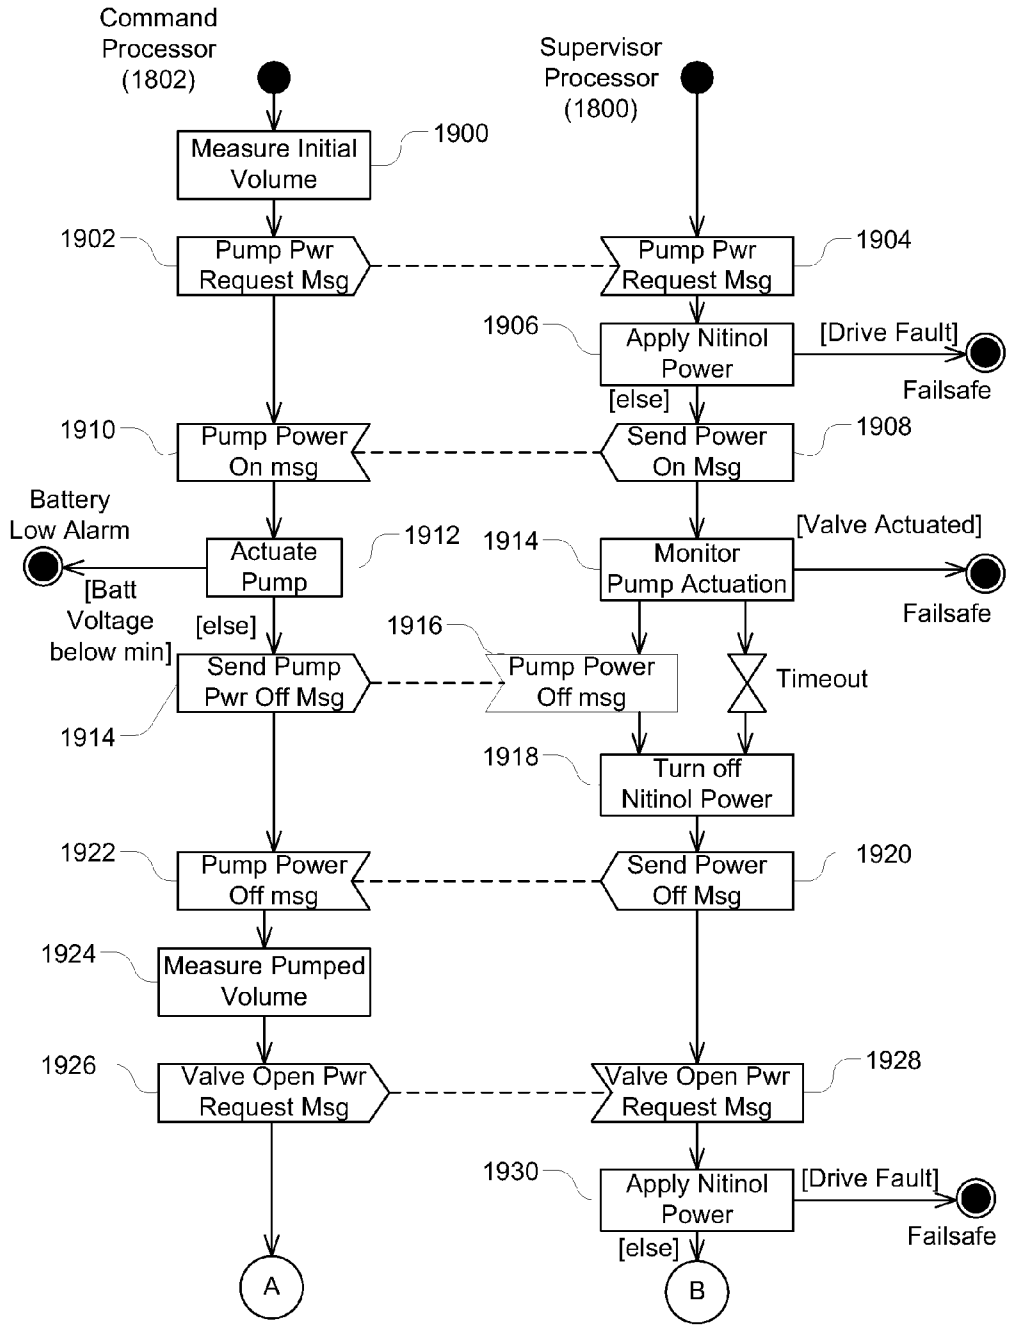 Command
Processor
(1802)
Supervisor
Processor
(1800)
1900
Measure Initial
Volume
1902
Pump Pwr
Request Msg
Pump Pwr
Request Msg
1904
1906
Apply Nitinol
Power
[Drive Fault]
Failsafe
[else]
1910
Pump Power
On msg
Send Power
On Msg
1908
Battery
Low Alarm
Actuate
Pump
1912
1914
Monitor
Pump Actuation
[Valve Actuated]
Failsafe
[Batt
Voltage
below min]
[else]
1916
Send Pump
Pwr Off Msg
Pump Power
Off msg
Timeout
1914
1918
Turn off
Nitinol Power
1922
Pump Power
Off msg
Send Power
Off Msg
1920
1924
Measure Pumped
Volume
1926
Valve Open Pwr
Request Msg
Valve Open Pwr
Request Msg
1928
1930
Apply Nitinol
Power
[Drive Fault]
Failsafe
[else]
A
B